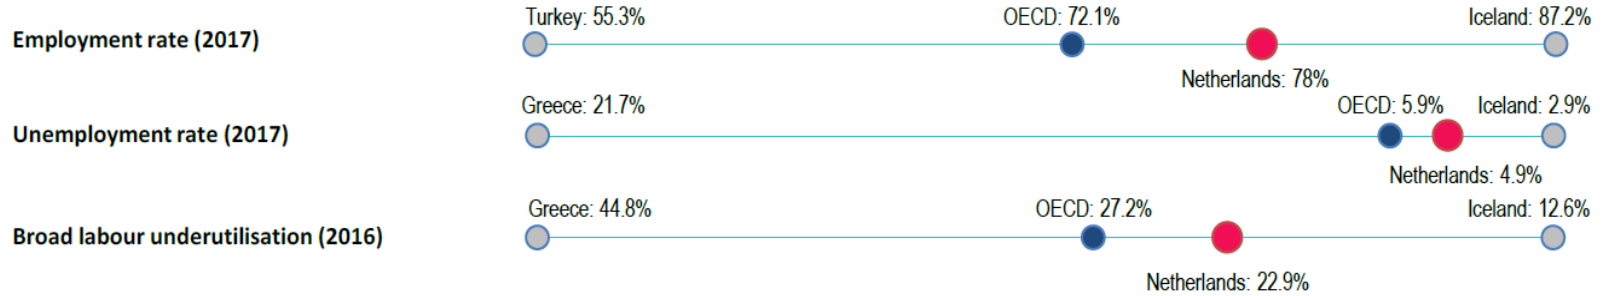 Turkey: 55.3% OECD: 72.1% Iceland: 87.2%
Employment rate (2017)
Netherlands: 78%
Greece: 21.7% OECD: 5.9% Iceland: 2.9%
Unemployment rate (2017)
Netherlands: 4.9%
Greece: 44.8% OECD: 27.2% Iceland: 12.6%
Broad labour underutilisation (2016)
Netherlands: 22.9%